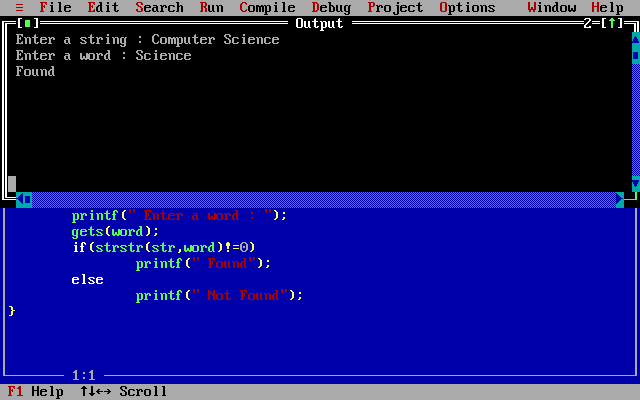 ≡ File Edit Search Run Compile Debug Project Options Window Help
[■] Output 2=[↑]
Enter a string : Computer Science
Enter a word : Science
Found
printf(" Enter a word : ");
gets(word);
if(strstr(str,word)!=0)
printf(" Found");
else
printf(" Not Found");
}
1:1
F1 Help ↑↓←→ Scroll